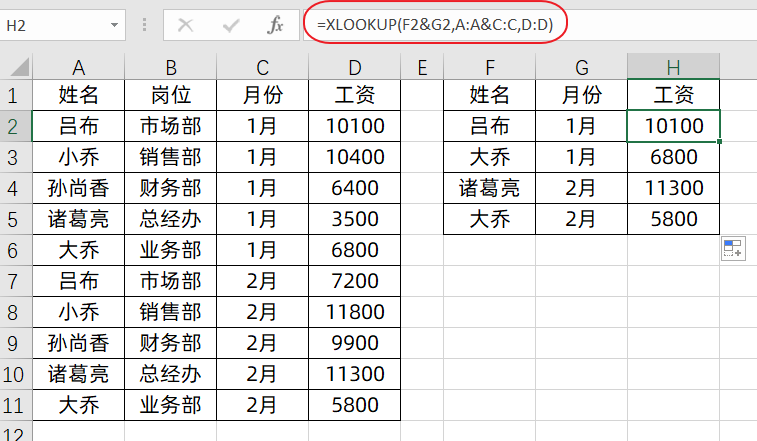 H2 fx =XLOOKUP(F2&G2,A:A&C:C,D:D)
A B C D E F G H
1 姓名 岗位 月份 工资 姓名 月份 工资
2 吕布 市场部 1月 10100 吕布 1月 10100
3 小乔 销售部 1月 10400 大乔 1月 6800
4 孙尚香 财务部 1月 6400 诸葛亮 2月 11300
5 诸葛亮 总经办 1月 3500 大乔 2月 5800
6 大乔 业务部 1月 6800
7 吕布 市场部 2月 7200
8 小乔 销售部 2月 11800
9 孙尚香 财务部 2月 9900
10 诸葛亮 总经办 2月 11300
11 大乔 业务部 2月 5800
12